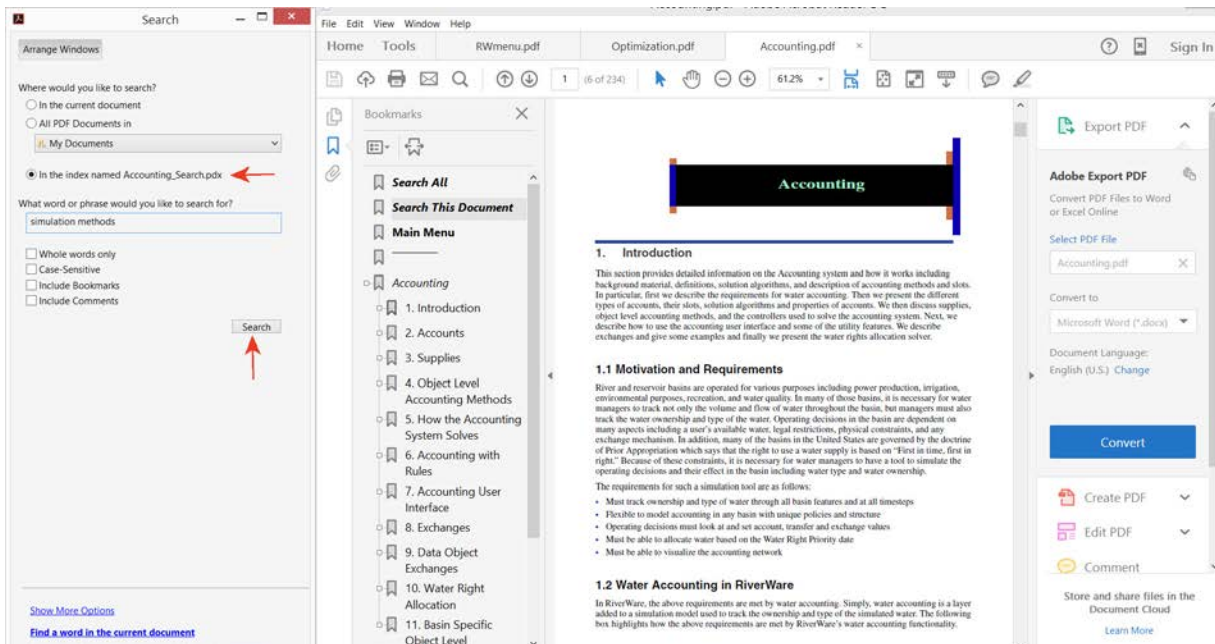 Search
Arrange Windows
Where would you like to search?
In the current document
All PDF Documents in
My Documents
In the index named Accounting_Search.pdx
What word or phrase would you like to search for?
simulation methods
Whole words only
Case-Sensitive
Include Bookmarks
Include Comments
Search
Show More Options
Find a word in the current document
File Edit View Window Help
Home Tools RWmenu.pdf Optimization.pdf Accounting.pdf × Sign In
1 (6 of 234) 61.2%
Bookmarks
Search All
Search This Document
Main Menu
Accounting
1. Introduction
2. Accounts
3. Supplies
4. Object Level
Accounting Methods
5. How the Accounting
System Solves
6. Accounting with
Rules
7. Accounting User
Interface
8. Exchanges
9. Data Object
Exchanges
10. Water Right
Allocation
11. Basin Specific
Object Level
Accounting
1. Introduction
This section provides detailed information on the Accounting system and how it works including
background material, definitions, solution algorithms, and description of accounting methods and slots.
In particular, first we describe the requirements for water accounting. Then we present the different
types of accounts, their slots, solution algorithms and properties of accounts. We then discuss supplies,
object level accounting methods, and the controllers used to solve the accounting system. Next, we
describe how to use the accounting user interface and some of the utility features. We describe
exchanges and give some examples and finally we present the water rights allocation solver.
1.1 Motivation and Requirements
River and reservoir basins are operated for various purposes including power production, irrigation,
environmental purposes, recreation, and water quality. In many of those basins, it is necessary for water
managers to track not only the volume and flow of water throughout the basin, but managers must also
track the water ownership and type of the water. Operating decisions in the basin are dependent on
many aspects including a user's available water, legal restrictions, physical constraints, and any
exchange mechanism. In addition, many of the basins in the United States are governed by the doctrine
of Prior Appropriation which says that the right to use a water supply is based on "First in time, first in
right." Because of these constraints, it is necessary for water managers to have a tool to simulate the
operating decisions and their effect in the basin including water type and water ownership.
The requirements for such a simulation tool are as follows:
• Must track ownership and type of water through all basin features and at all timesteps
• Flexible to model accounting in any basin with unique policies and structure
• Operating decisions must look at and set account, transfer and exchange values
• Must be able to allocate water based on the Water Right Priority date
• Must be able to visualize the accounting network
1.2 Water Accounting in RiverWare
In RiverWare, the above requirements are met by water accounting. Simply, water accounting is a layer
added to a simulation model used to track the ownership and type of the simulated water. The following
box highlights how the above requirements are met by RiverWare's water accounting functionality.
Export PDF
Adobe Export PDF
Convert PDF Files to Word
or Excel Online
Select PDF File
Accounting.pdf
Convert to
Microsoft Word (*.docx)
Document Language:
English (U.S.) Change
Convert
Create PDF
Edit PDF
Comment
Store and share files in the
Document Cloud
Learn More